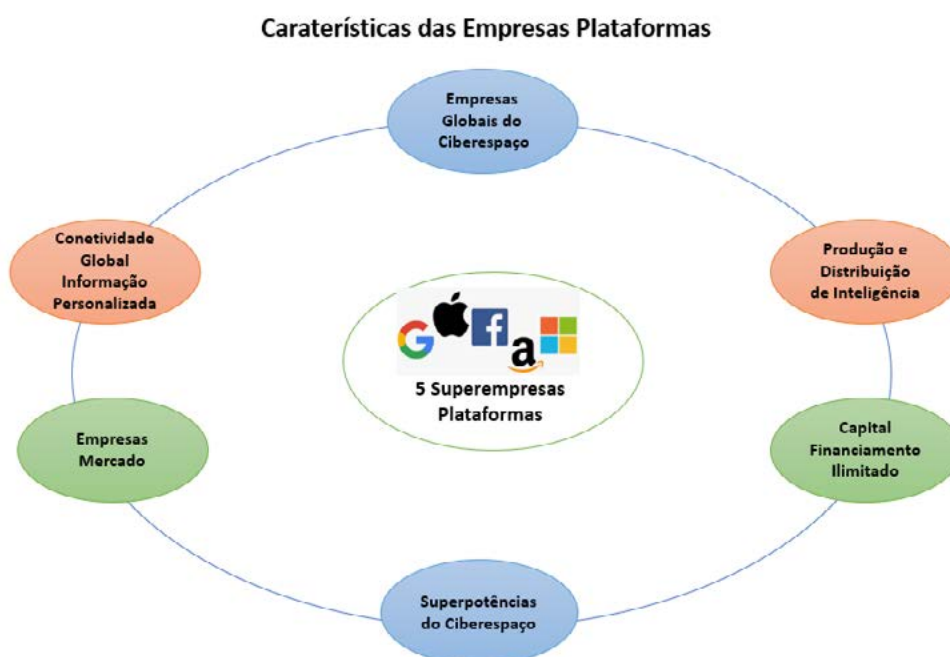 Caraterísticas das Empresas Plataformas
Empresas
Globais do
Ciberespaço
Conetividade
Global
Informação
Personalizada
Produção e
Distribuição
de Inteligência
5 Superempresas
Plataformas
Empresas
Mercado
Capital
Financiamento
Ilimitado
Superpotências
do Ciberespaço